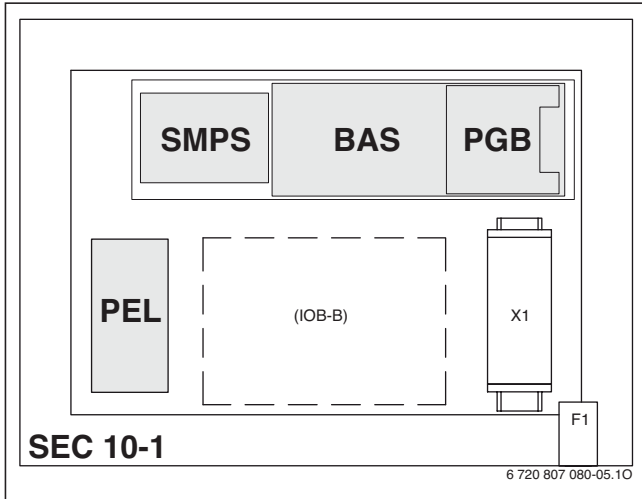 SMPS BAS PGB
PEL (IOB-B) X1
F1
SEC 10-1
6 720 807 080-05.1O